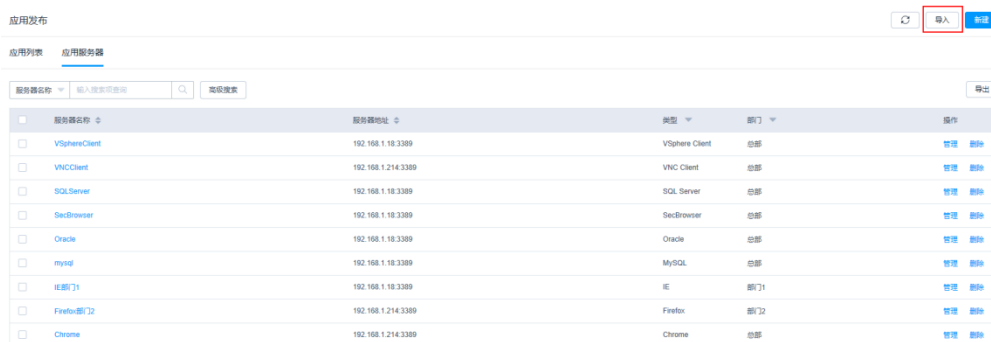 应用发布 导入 新建
应用列表 应用服务器
服务器名称 输入搜索项查询 高级搜索 导出
服务器名称 服务器地址 类型 部门 操作
VSphereClient 192.168.1.18:3389 VSphere Client 总部 管理 删除
VNCClient 192.168.1.214:3389 VNC Client 总部 管理 删除
SQLServer 192.168.1.18:3389 SQL Server 总部 管理 删除
SecBrowser 192.168.1.18:3389 SecBrowser 总部 管理 删除
Oracle 192.168.1.18:3389 Oracle 总部 管理 删除
mysql 192.168.1.18:3389 MySQL 总部 管理 删除
IE部门1 192.168.1.18:3389 IE 部门1 管理 删除
Firefox部门2 192.168.1.214:3389 Firefox 部门2 管理 删除
Chrome 192.168.1.214:3389 Chrome 总部 管理 删除